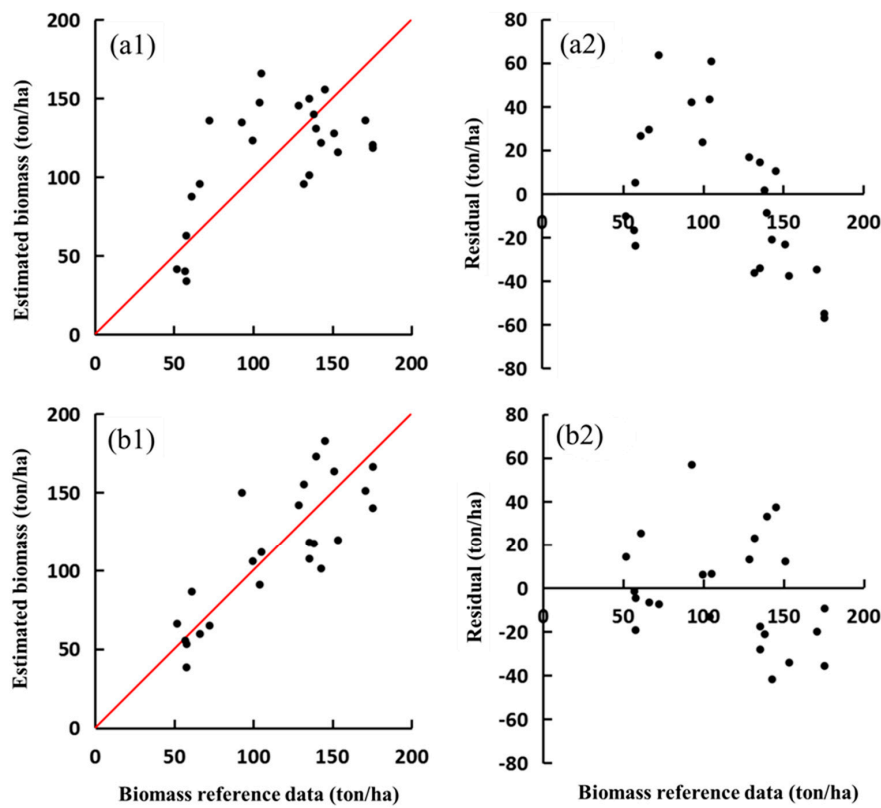 (a1)
Estimated biomass (ton/ha)
200
150
100
50
0
0 50 100 150 200
(a2)
Residual (ton/ha)
80
60
40
20
0
-20
-40
-60
-80
0 50 100 150 200
(b1)
Estimated biomass (ton/ha)
200
150
100
50
0
0 50 100 150 200
Biomass reference data (ton/ha)
(b2)
Residual (ton/ha)
80
60
40
20
0
-20
-40
-60
-80
0 50 100 150 200
Biomass reference data (ton/ha)